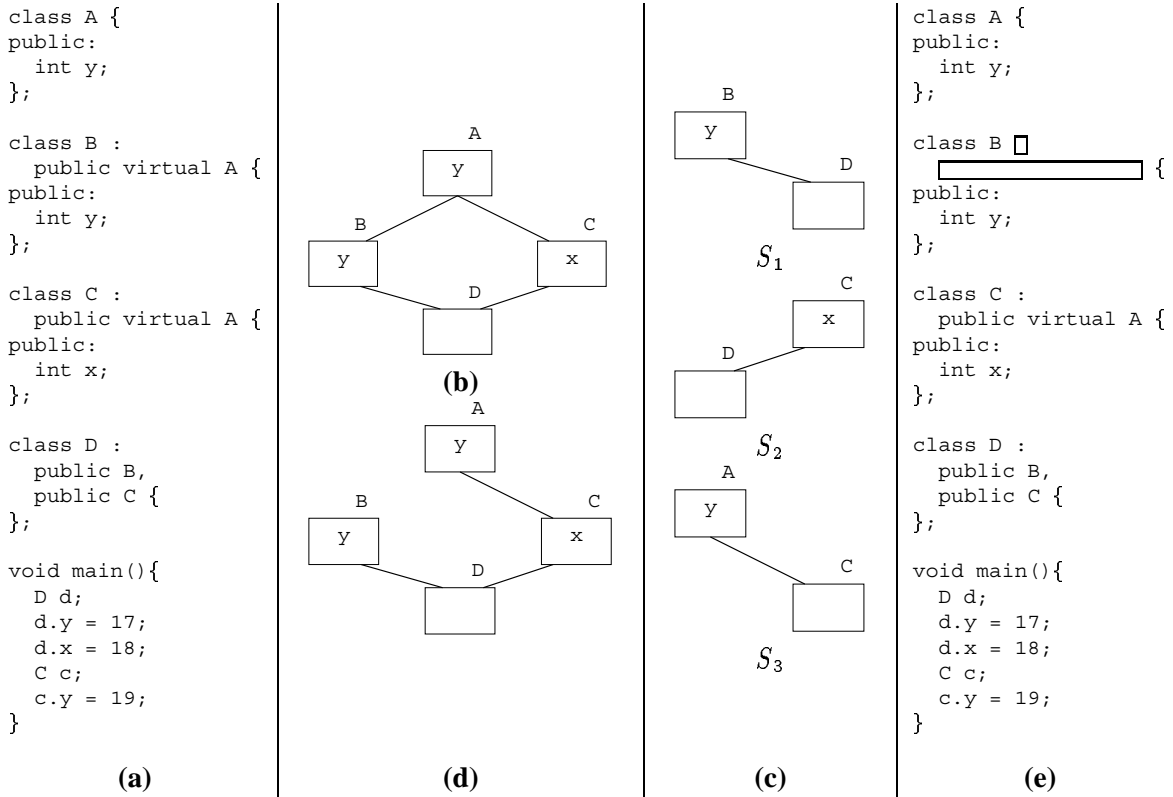 class A {
public:
  int y;
};
class B :
  public virtual A {
public:
  int y;
};
class C :
  public virtual A {
public:
  int x;
};
class D :
  public B,
  public C {
};
void main(){
  D d;
  d.y = 17;
  d.x = 18;
  C c;
  c.y = 19;
}
(a)
A
y
B C
y x
D
(b)
A
y
B C
y x
D
(d)
B
y
D
S1
C
x
D
S2
A
y
C
S3
(c)
class A {
public:
  int y;
};
class B
{
public:
  int y;
};
class C :
  public virtual A {
public:
  int x;
};
class D :
  public B,
  public C {
};
void main(){
  D d;
  d.y = 17;
  d.x = 18;
  C c;
  c.y = 19;
}
(e)